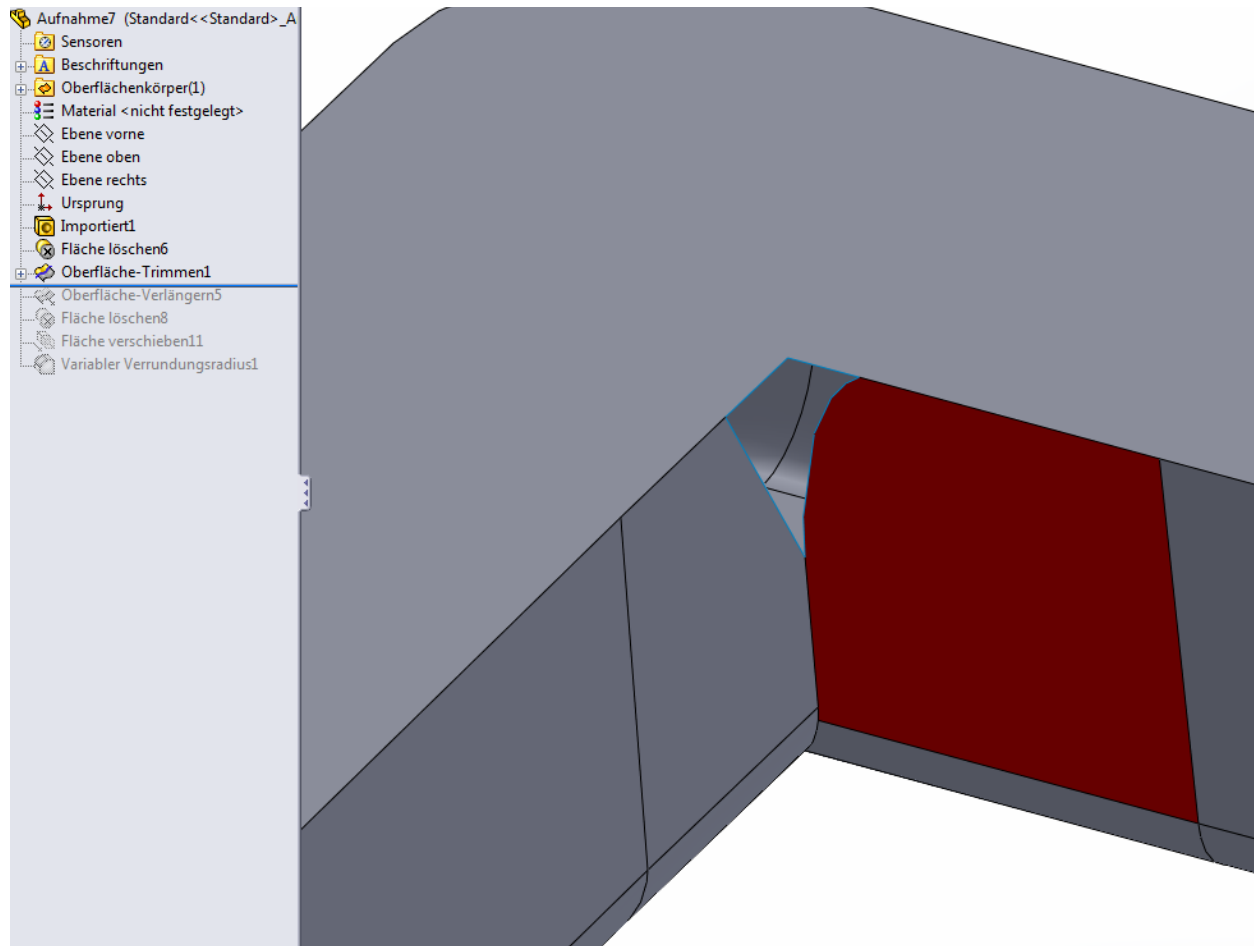 Aufnahme7 (Standard<<Standard>_A
Sensoren
A Beschriftungen
Oberflächenkörper(1)
Material <nicht festgelegt>
Ebene vorne
Ebene oben
Ebene rechts
Ursprung
Importiert1
Fläche löschen6
Oberfläche-Trimmen1
Oberfläche-Verlängern5
Fläche löschen8
Fläche verschieben11
Variabler Verrundungsradius1